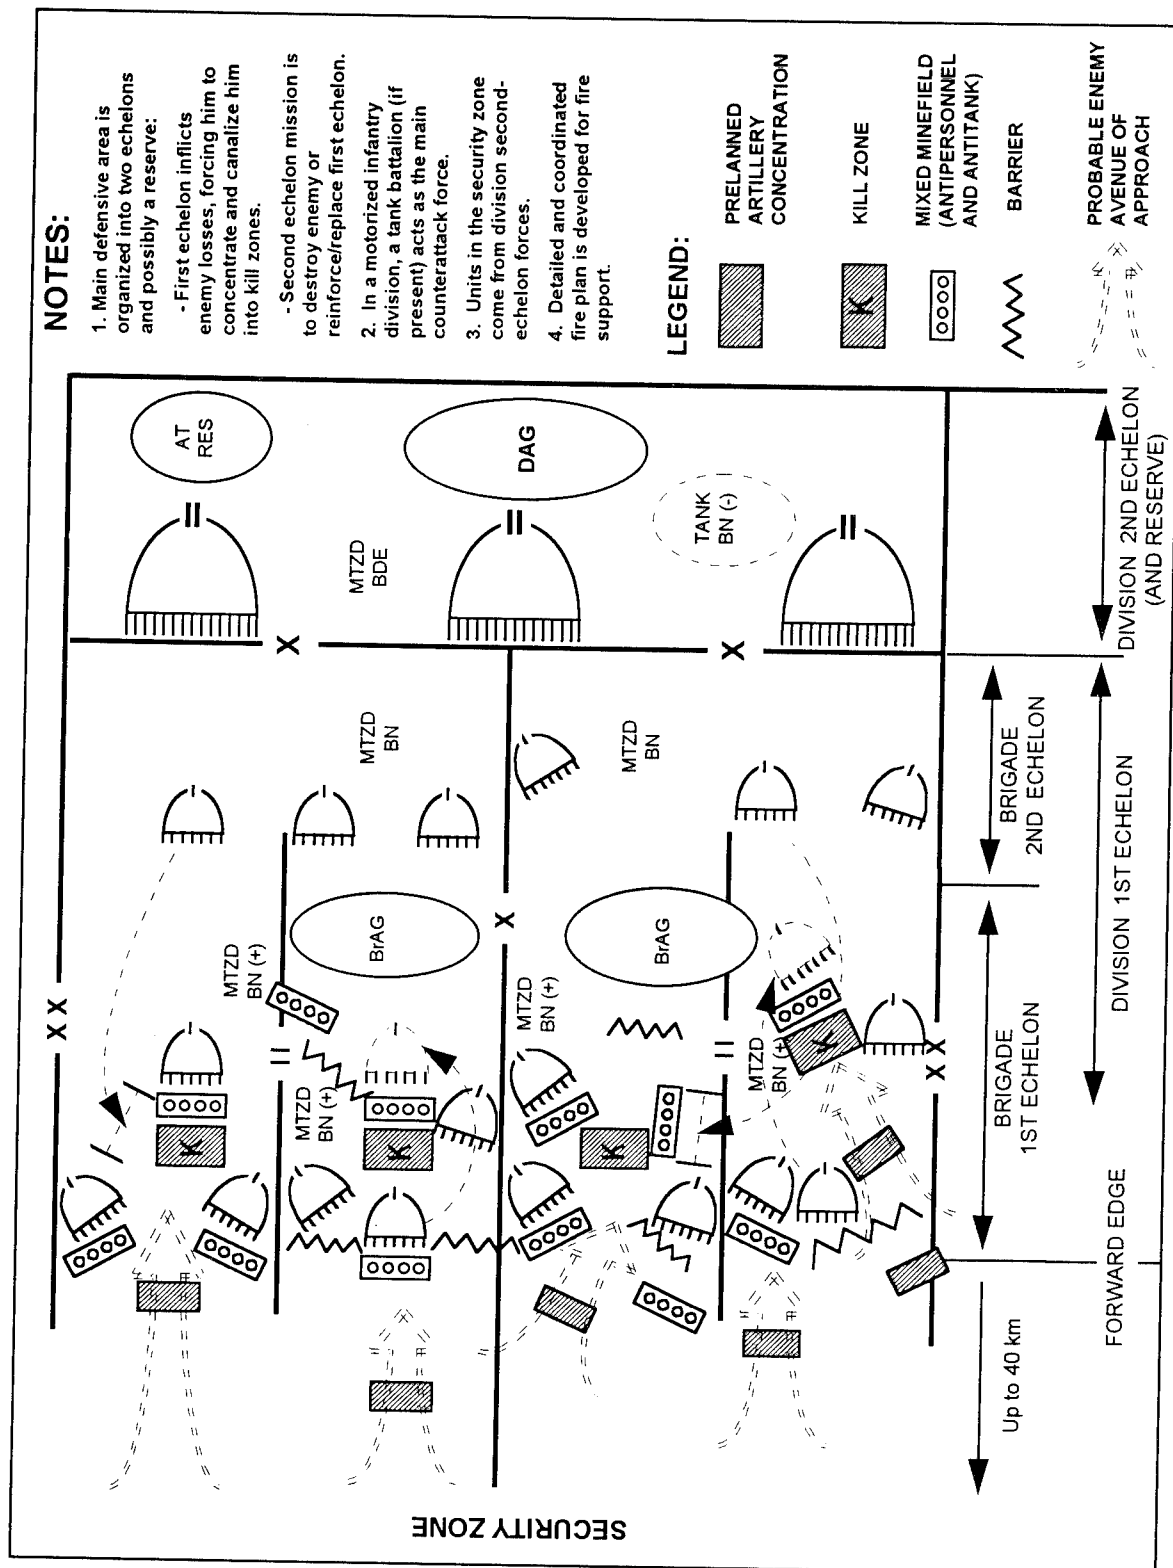 NOTES:
1. Main defensive area is
organized into two echelons
and possibly a reserve:
- First echelon inflicts
enemy losses, forcing him to
concentrate and canalize him
into kill zones.
- Second echelon mission is
to destroy enemy or
reinforce/replace first echelon.
2. In a motorized infantry
division, a tank battalion (if
present) acts as the main
counterattack force.
3. Units in the security zone
come from division second-
echelon forces.
4. Detailed and coordinated
fire plan is developed for fire
support.
LEGEND:
PRELANNED
ARTILLERY
CONCENTRATION
K
KILL ZONE
MIXED MINEFIELD
(ANTIPERSONNEL
AND ANTITANK)
BARRIER
PROBABLE ENEMY
AVENUE OF
APPROACH
AT
RES
MTZD
BDE
DAG
TANK
BN (-)
X
X
MTZD
BN
MTZD
BN
X X
MTZD
BN (+)
BrAG
X
BrAG
MTZD
BN (+)
MTZD
BN (+)
MTZD
BN (+)
X X
K
K
K
K
SECURITY ZONE
Up to 40 km
FORWARD EDGE
BRIGADE
1ST ECHELON
BRIGADE
2ND ECHELON
DIVISION 1ST ECHELON
DIVISION 2ND ECHELON
(AND RESERVE)